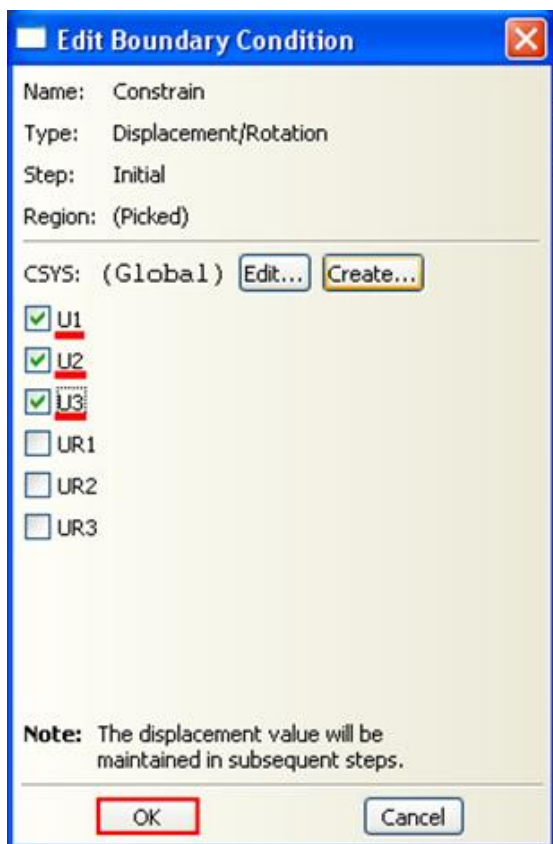 Edit Boundary Condition
Name: Constrain
Type: Displacement/Rotation
Step: Initial
Region: (Picked)
CSYS: (Global) Edit... Create...
U1
U2
U3
UR1
UR2
UR3
Note: The displacement value will be
maintained in subsequent steps.
OK Cancel